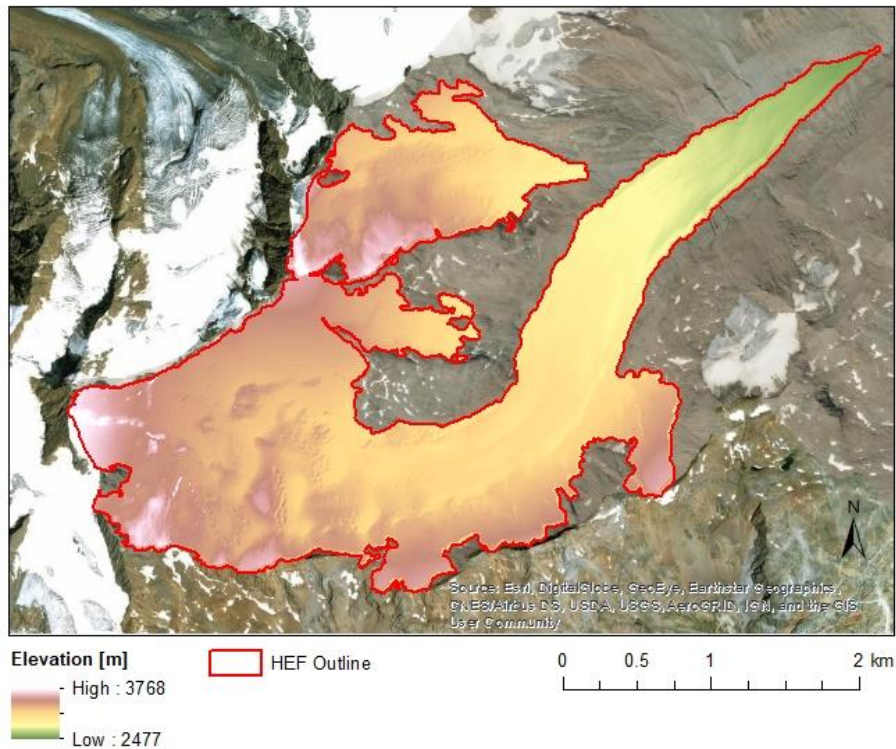 N
Source: Esri, DigitalGlobe, GeoEye, Earthstar Geographics,
CNES/Airbus DS, USDA, USGS, AeroGRID, IGN, and the GIS
User Community
Elevation [m]
High : 3768
Low : 2477
HEF Outline
0 0.5 1 2 km